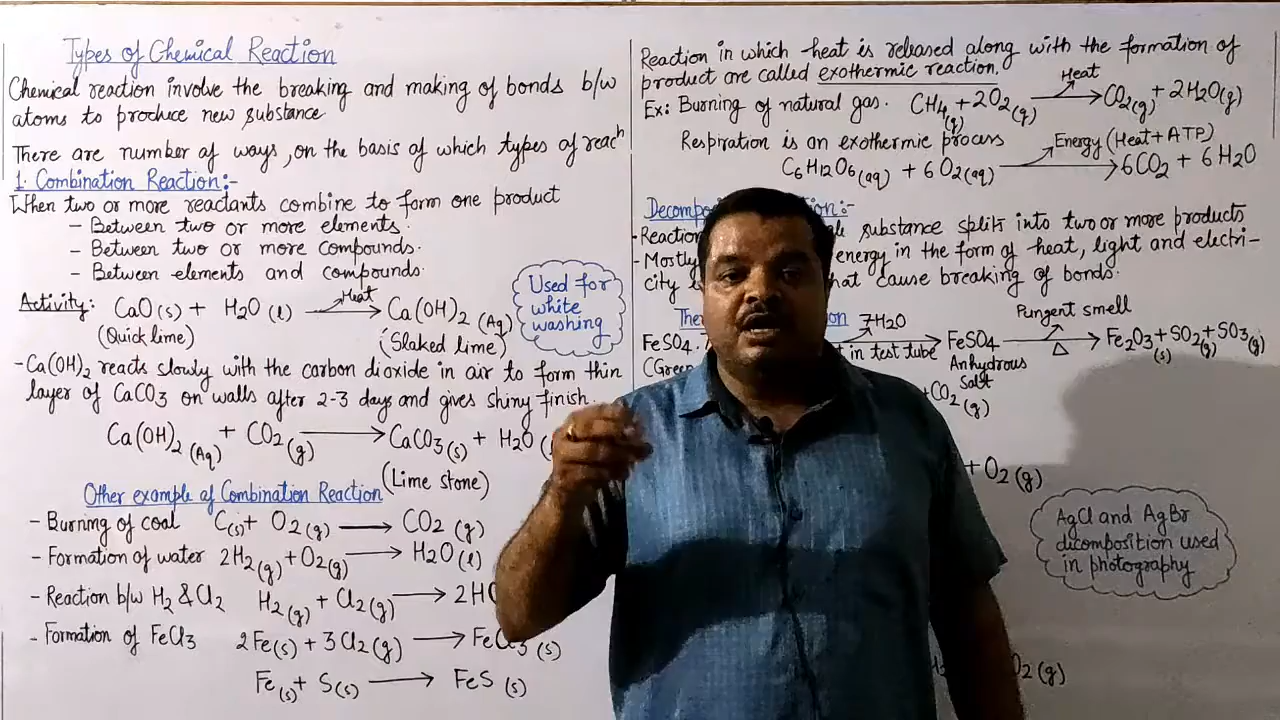 Types of Chemical Reaction
Chemical reaction involve the breaking and making of bonds b/w
atoms to produce new substance
There are number of ways, on the basis of which types of reacⁿ
1. Combination Reaction:-
When two or more reactants combine to form one product
- Between two or more elements.
- Between two or more compounds.
- Between elements and compounds.
Activity: CaO(s) + H2O(l) Heat → Ca(OH)2 (Aq)
(Quick lime) (Slaked lime)
Used for
white
washing
- Ca(OH)2 reacts slowly with the carbon dioxide in air to form thin
layer of CaCO3 on walls after 2-3 days and gives shiny finish.
Ca(OH)2 (Aq) + CO2(g) → CaCO3(s) + H2O (
(Lime stone)
Other example of Combination Reaction
- Burning of coal C(s) + O2(g) → CO2(g)
- Formation of water 2H2(g) + O2(g) → H2O(l)
- Reaction b/w H2 & Cl2 H2(g) + Cl2(g) → 2H
- Formation of FeCl3 2Fe(s) + 3Cl2(g) → FeCl3(s)
Fe(s) + S(s) → FeS(s)
Reaction in which heat is released along with the formation of
product are called exothermic reaction.
Ex: Burning of natural gas. CH4(g) + 2O2(g) Heat → CO2(g) + 2H2O(g)
Respiration is an exothermic process
C6H12O6(aq) + 6O2(aq) Energy (Heat+ATP) → 6CO2 + 6H2O
Decompo on:-
- Reaction substance splits into two or more products
- Mostly energy in the form of heat, light and electri-
city hat cause breaking of bonds.
The on
FeSO4. 7H2O in test tube → FeSO4 Pungent smell Δ → Fe2O3(s) + SO2(g) + SO3(g)
(Green Anhydrous
Salt
+ CO2(g)
+ O2(g)
AgCl and AgBr
dicomposition used
in photography
O2(g)